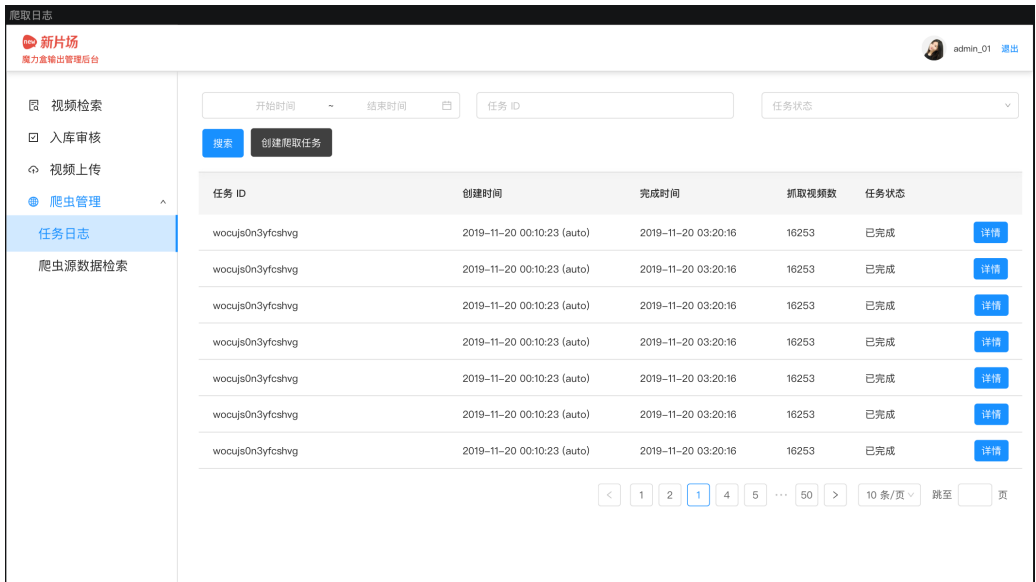 爬取日志
new 新片场
魔力盒输出管理后台
admin_01 退出
视频检索
入库审核
视频上传
爬虫管理
任务日志
爬虫源数据检索
开始时间 ~ 结束时间 任务 ID 任务状态
搜索 创建爬取任务
任务 ID 创建时间 完成时间 抓取视频数 任务状态
wocujs0n3yfcshvg 2019-11-20 00:10:23 (auto) 2019-11-20 03:20:16 16253 已完成 详情
wocujs0n3yfcshvg 2019-11-20 00:10:23 (auto) 2019-11-20 03:20:16 16253 已完成 详情
wocujs0n3yfcshvg 2019-11-20 00:10:23 (auto) 2019-11-20 03:20:16 16253 已完成 详情
wocujs0n3yfcshvg 2019-11-20 00:10:23 (auto) 2019-11-20 03:20:16 16253 已完成 详情
wocujs0n3yfcshvg 2019-11-20 00:10:23 (auto) 2019-11-20 03:20:16 16253 已完成 详情
wocujs0n3yfcshvg 2019-11-20 00:10:23 (auto) 2019-11-20 03:20:16 16253 已完成 详情
wocujs0n3yfcshvg 2019-11-20 00:10:23 (auto) 2019-11-20 03:20:16 16253 已完成 详情
< 1 2 1 4 5 ··· 50 > 10 条/页 跳至 页